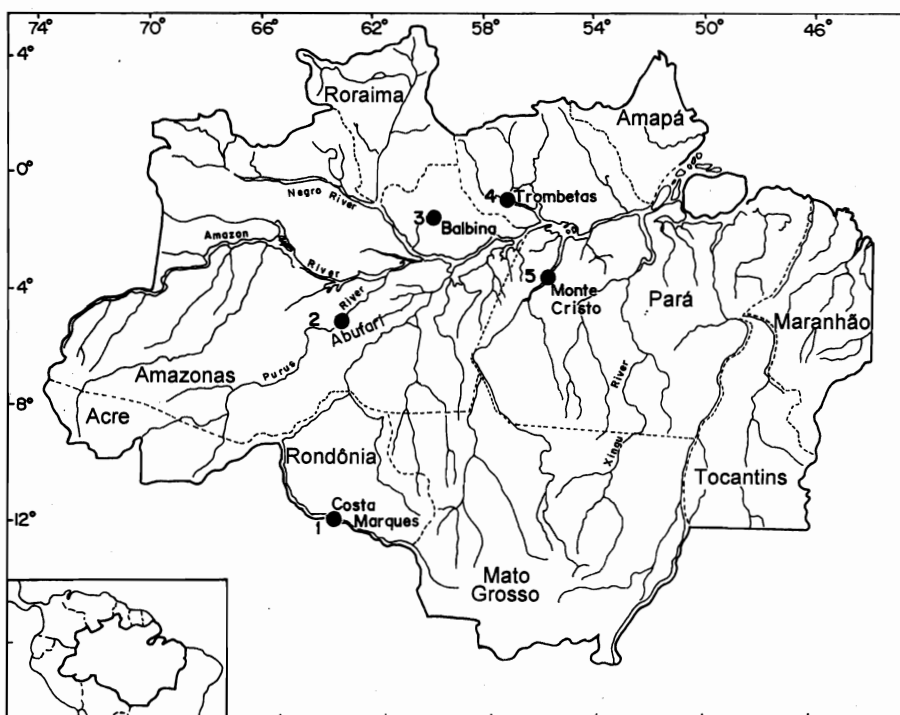 74° 70° 66° 62° 58° 54° 50° 46°
4°
Roraima
Amapá
0°
Negro River
4 Trombetas
3 Balbina
Amazon River
4°
5 Monte Cristo
Pará
Maranhão
2 Abufari
Purus River
Amazonas
8°
Acre
Xingu River
Rondônia
Tocantins
12°
1 Costa Marques
Mato
Grosso